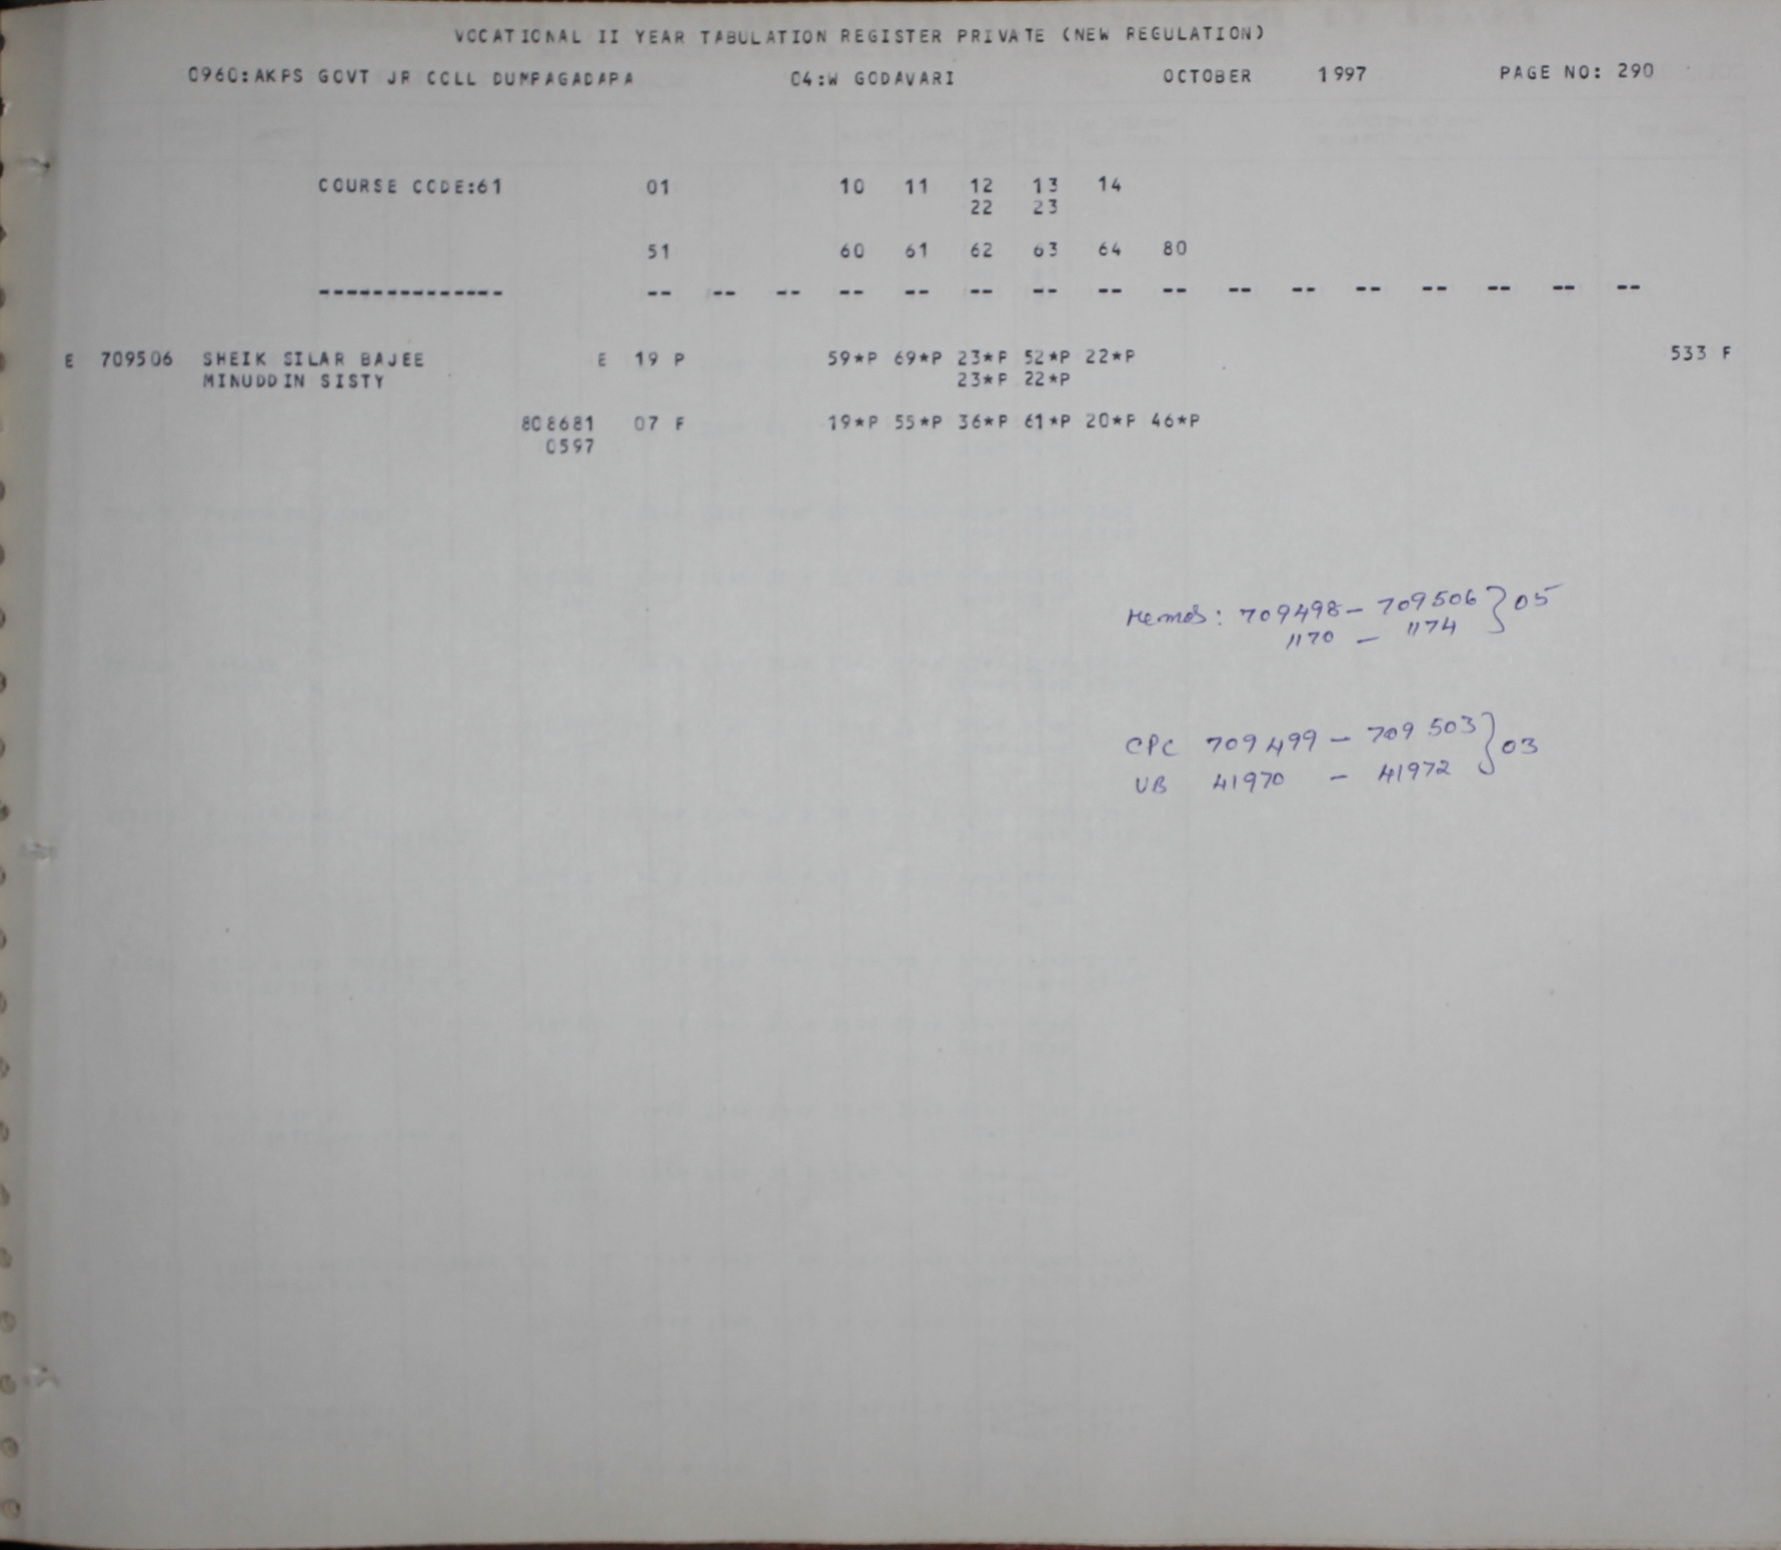 VOCATIONAL II YEAR TABULATION REGISTER PRIVATE (NEW REGULATION)
0960:AKPS GOVT JR COLL DUMPAGADAPA 04:W GODAVARI OCTOBER 1997 PAGE NO: 290
COURSE CODE:61 01 10 11 12 13 14
22 23
51 60 61 62 63 64 80
-------------- -- -- -- -- -- -- -- -- -- -- -- -- -- -- -- --
E 709506 SHEIK SILAR BAJEE E 19 P 59*P 69*P 23*P 52*P 22*P 533 F
MINUDDIN SISTY 23*P 22*P
808681 07 F 19*P 55*P 36*P 61*P 20*P 46*P
0597
Memos: 709498 - 709506 } 05
1170 - 1174
CPC 709499 - 709503 } 03
UB 41970 - 41972